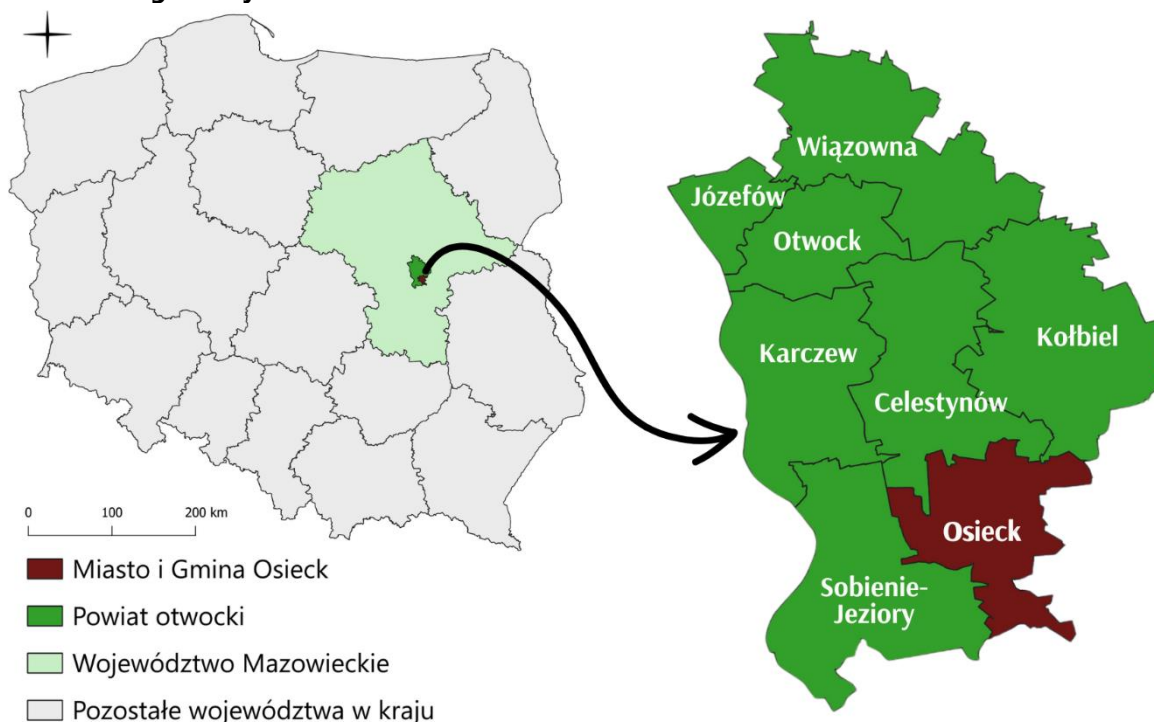 Wiązowna
Józefów
Otwock
Karczew
Kołbiel
Celestynów
Osieck
Sobienie-
Jeziory
0 100 200 km
Miasto i Gmina Osieck
Powiat otwocki
Województwo Mazowieckie
Pozostałe województwa w kraju